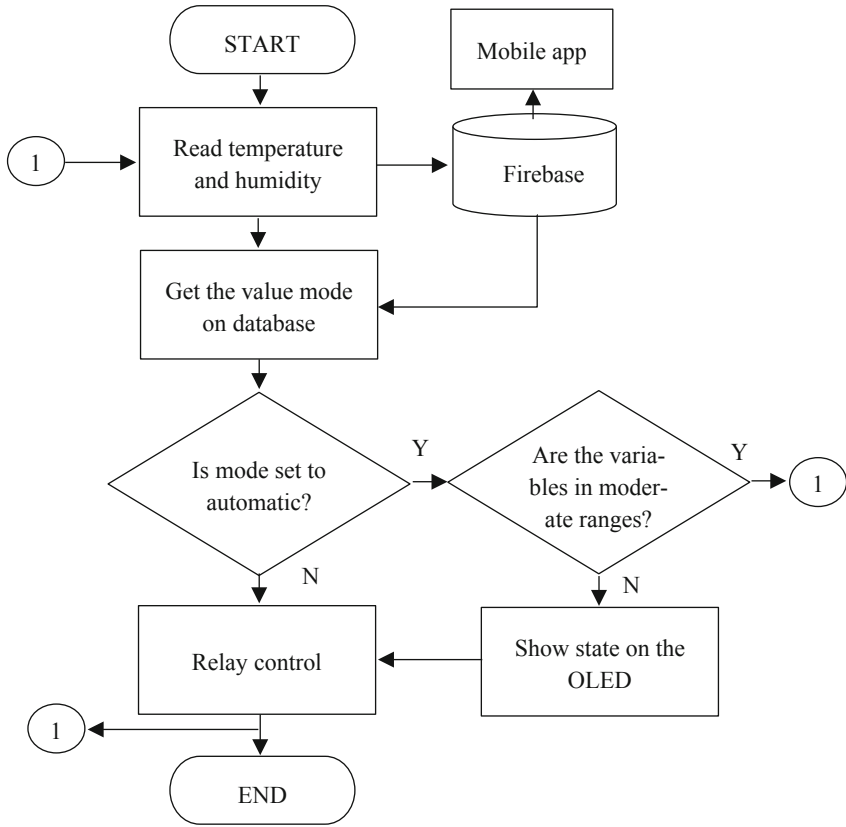 START
Mobile app
1
Read temperature
and humidity
Firebase
Get the value mode
on database
Is mode set to
automatic?
Y
Are the varia-
bles in moder-
ate ranges?
Y
1
N
N
Relay control
Show state on the
OLED
1
END